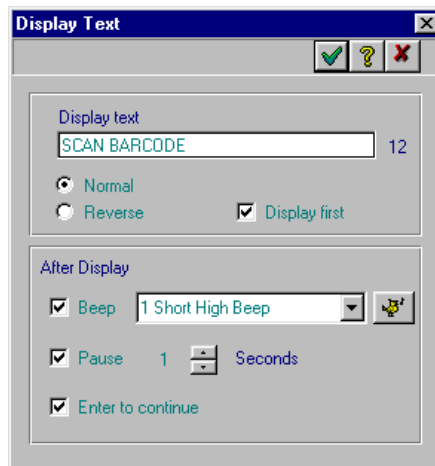 Display Text
Display text
SCAN BARCODE 12
Normal
Reverse Display first
After Display
Beep 1 Short High Beep
Pause 1 Seconds
Enter to continue